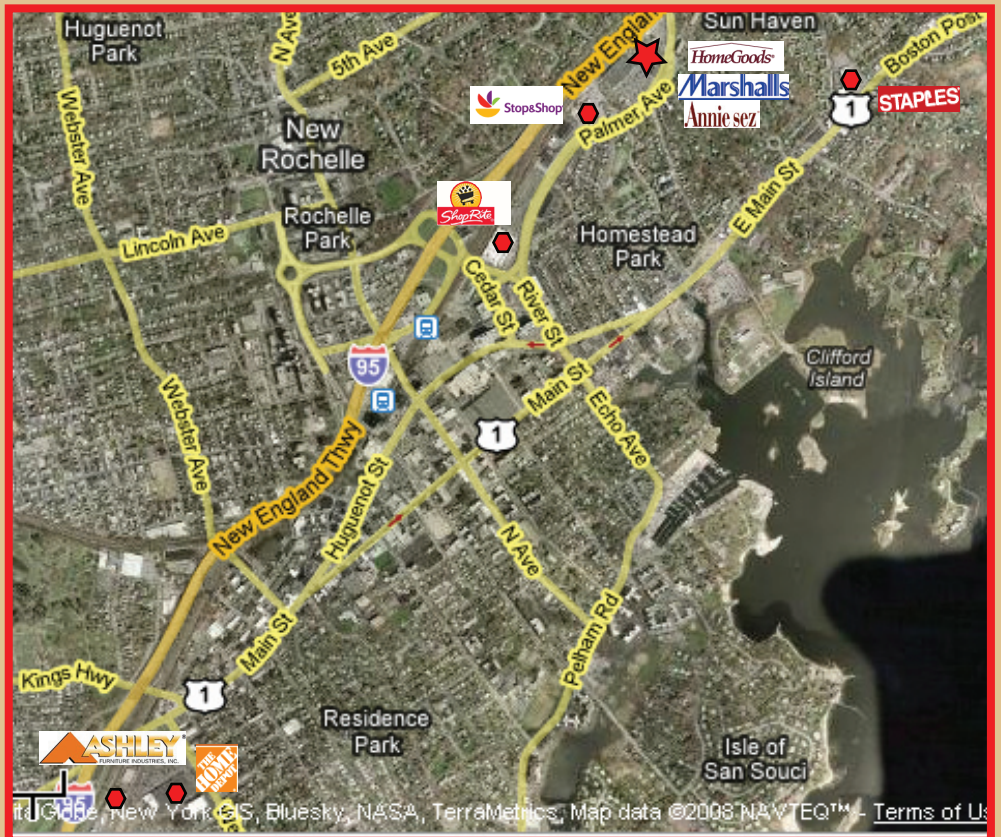 Huguenot
Park
N Ave
5th Ave
New England
Sun Haven
HomeGoods
Marshalls
Annie sez
Boston Post
1
STAPLES
Stop&Shop
Palmer Ave
Webster Ave
New
Rochelle
ShopRite
E Main St
Rochelle
Park
Homestead
Park
Lincoln Ave
Cedar St
River St
95
Clifford
Island
Main St
Echo Ave
1
Webster Ave
New England Thwy
Huguenot St
N Ave
Main St
Pelham Rd
Kings Hwy
1
Residence
Park
Isle of
San Souci
ASHLEY
FURNITURE INDUSTRIES, INC.
THE
HOME
DEPOT
95
Globe, New York GIS, Bluesky, NASA, TerraMetrics, Map data ©2008 NAVTEQ™ - Terms of Us